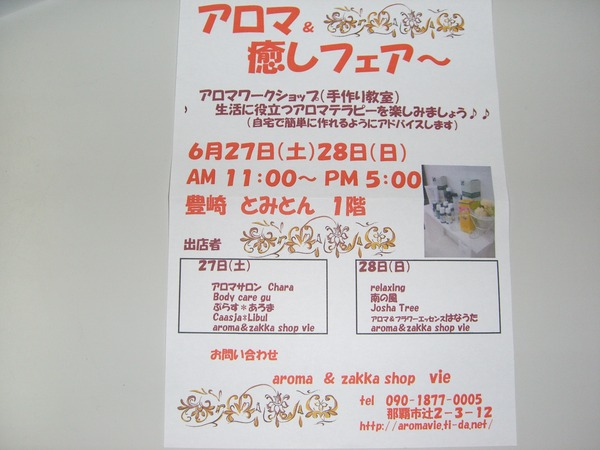 アロマ&
癒しフェア～
アロマワークショップ(手作り教室)
生活に役立つアロマテラピーを楽しみましょう♪♪
(自宅で簡単に作れるようにアドバイスします)
6月27日(土)28日(日)
AM 11:00～ PM 5:00
豊崎 とみとん 1階
出店者
27日(土)
アロマサロン Chara
Body care gu
ぷらす*あろま
Caasja*Libul
aroma&zakka shop vie
28日(日)
relaxing
南の風
Josha Tree
アロマ&フラワーエッセンスはなうた
aroma&zakka shop vie
お問い合わせ
aroma & zakka shop vie
tel 090-1877-0005
那覇市辻2-3-12
http://aromavie.ti-da.net/